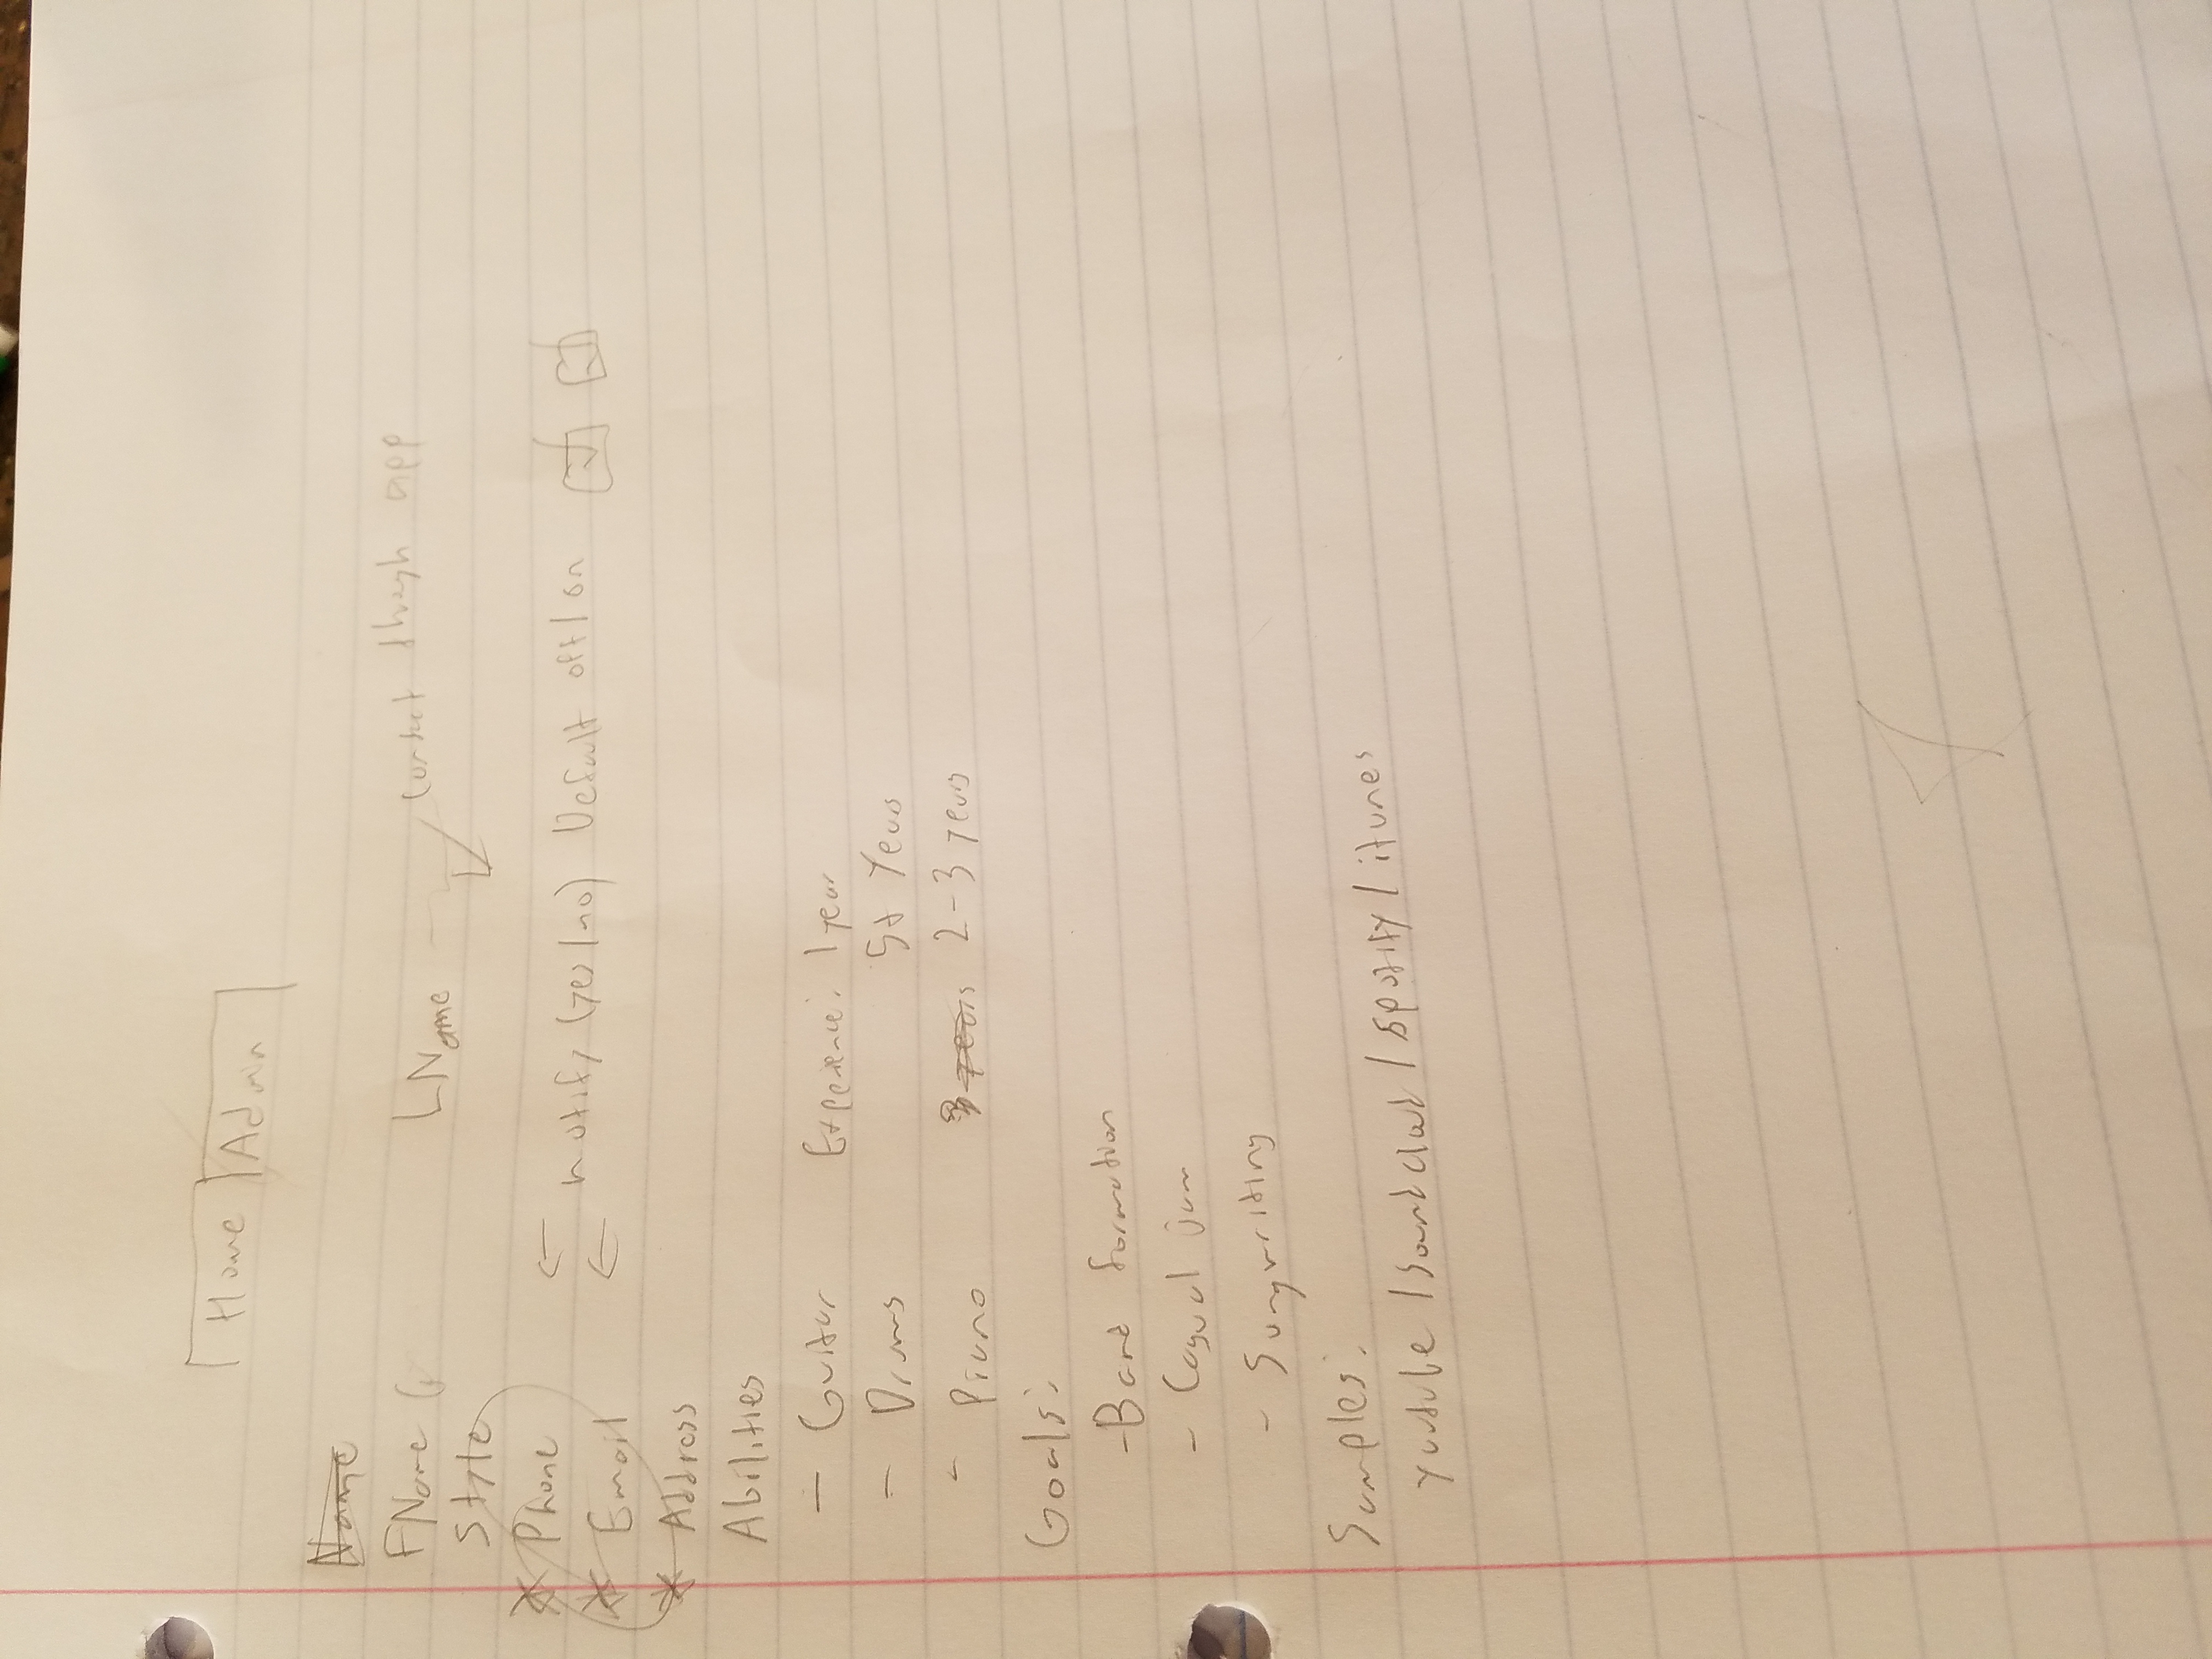 Home Admin
Name
FName LName contact though app
Style
* Phone
← notify (yes/no) Default off/on
* Email ←
* Address
Abilities
- Guitar Experience: 1 year
- Drums 5+ Years
- Piano 3 years 2-3 years
Goals:
- Band formation
- Casual jam
- Songwriting
Samples:
youtube / Soundcloud / spotify / itunes